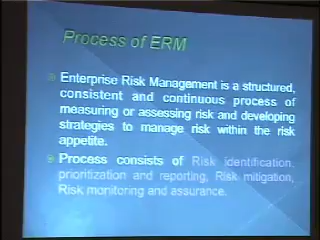 Process of ERM
Enterprise Risk Management is a structured,
consistent and continuous process of
measuring or assessing risk and developing
strategies to manage risk within the risk
appetite.
Process consists of Risk identification,
prioritization and reporting, Risk mitigation,
Risk monitoring and assurance.